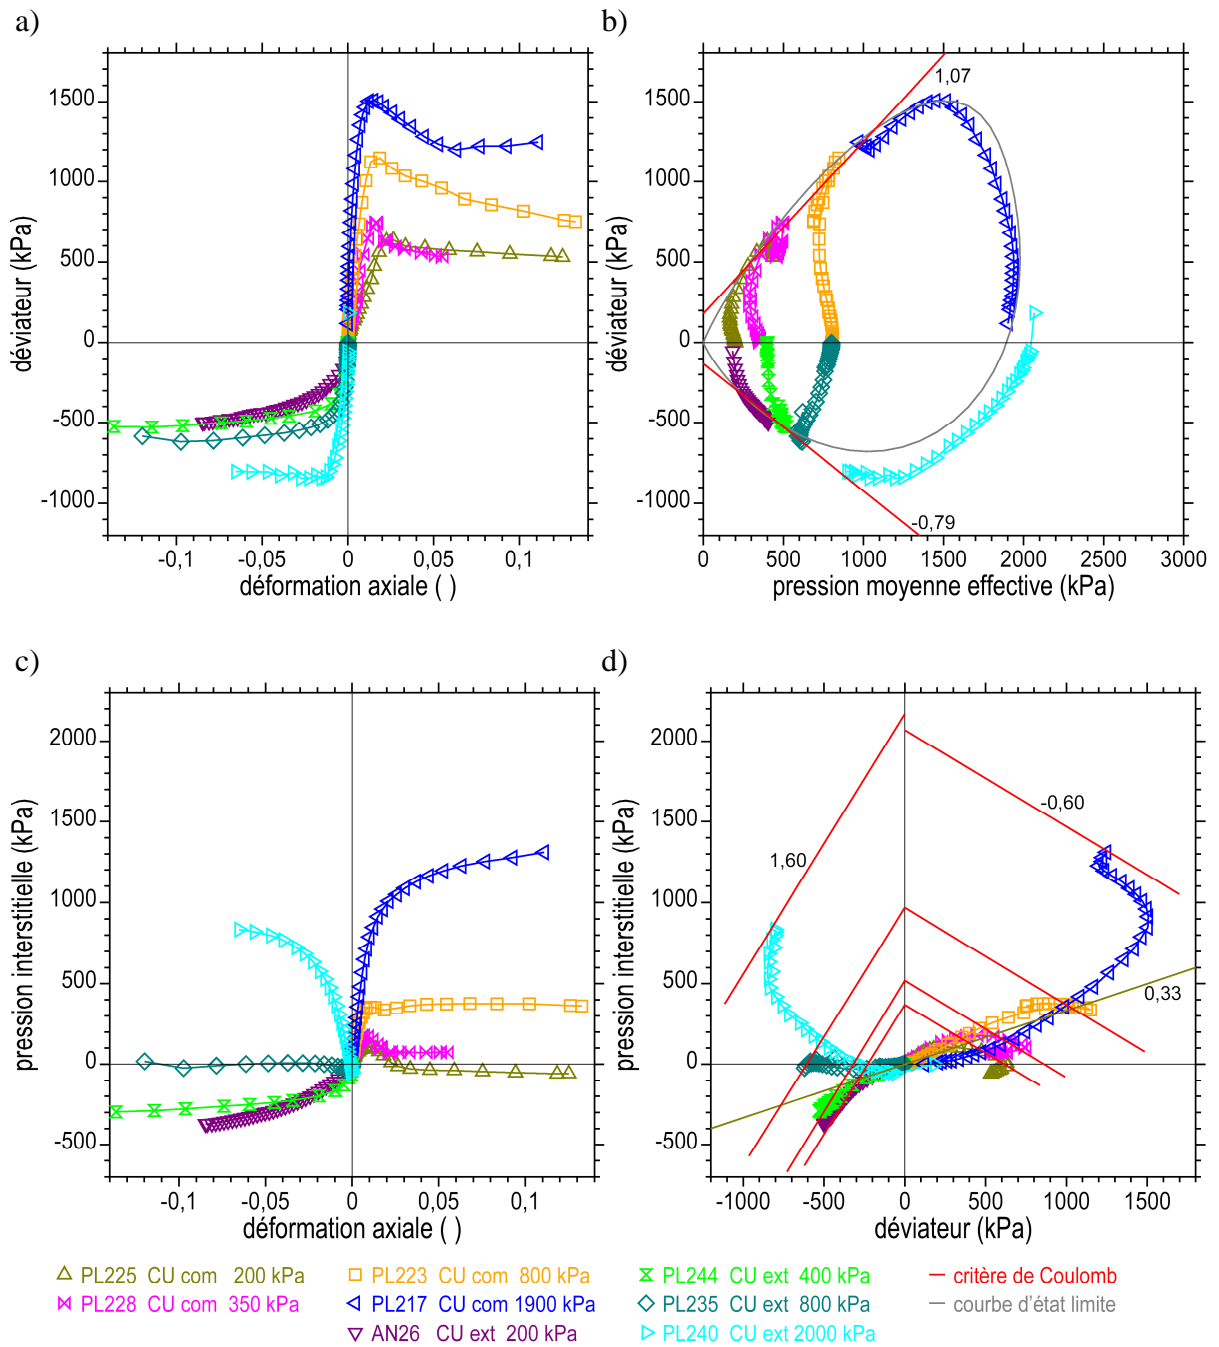 a)
b)
1500
1000
500
0
-500
-1000
déviateur (kPa)
-0,1
-0,05
0
0,05
0,1
déformation axiale ( )
1500
1000
500
0
-500
-1000
déviateur (kPa)
1,07
-0,79
0
500
1000
1500
2000
2500
3000
pression moyenne effective (kPa)
c)
d)
2000
1500
1000
500
0
-500
pression interstitielle (kPa)
-0,1
-0,05
0
0,05
0,1
déformation axiale ( )
2000
1500
1000
500
0
-500
pression interstitielle (kPa)
-0,60
1,60
0,33
-1000
-500
0
500
1000
1500
déviateur (kPa)
PL225 CU com 200 kPa
PL228 CU com 350 kPa
PL223 CU com 800 kPa
PL217 CU com 1900 kPa
AN26 CU ext 200 kPa
PL244 CU ext 400 kPa
PL235 CU ext 800 kPa
PL240 CU ext 2000 kPa
critère de Coulomb
courbe d'état limite